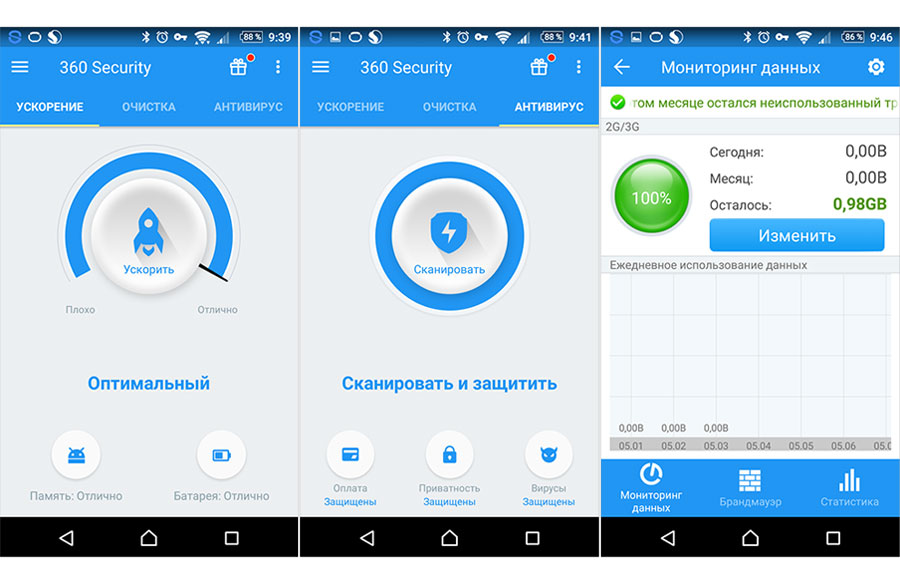 88 % 9:39
360 Security
УСКОРЕНИЕ ОЧИСТКА АНТИВИРУС
Ускорить
Плохо Отлично
Оптимальный
Память: Отлично Батарея: Отлично
88 % 9:41
360 Security
УСКОРЕНИЕ ОЧИСТКА АНТИВИРУС
Сканировать
Сканировать и защитить
Оплата Приватность Вирусы
Защищены Защищены Защищены
86 % 9:46
Мониторинг данных
том месяце остался неиспользованный тр
2G/3G
Сегодня: 0,00B
Месяц: 0,00B
100%
Осталось: 0,98GB
Изменить
Ежедневное использование данных
0,00B 0,00B 0,00B
05.01 05.02 05.03 05.04 05.05 05.06 05.0
Мониторинг данных Брандмауэр Статистика